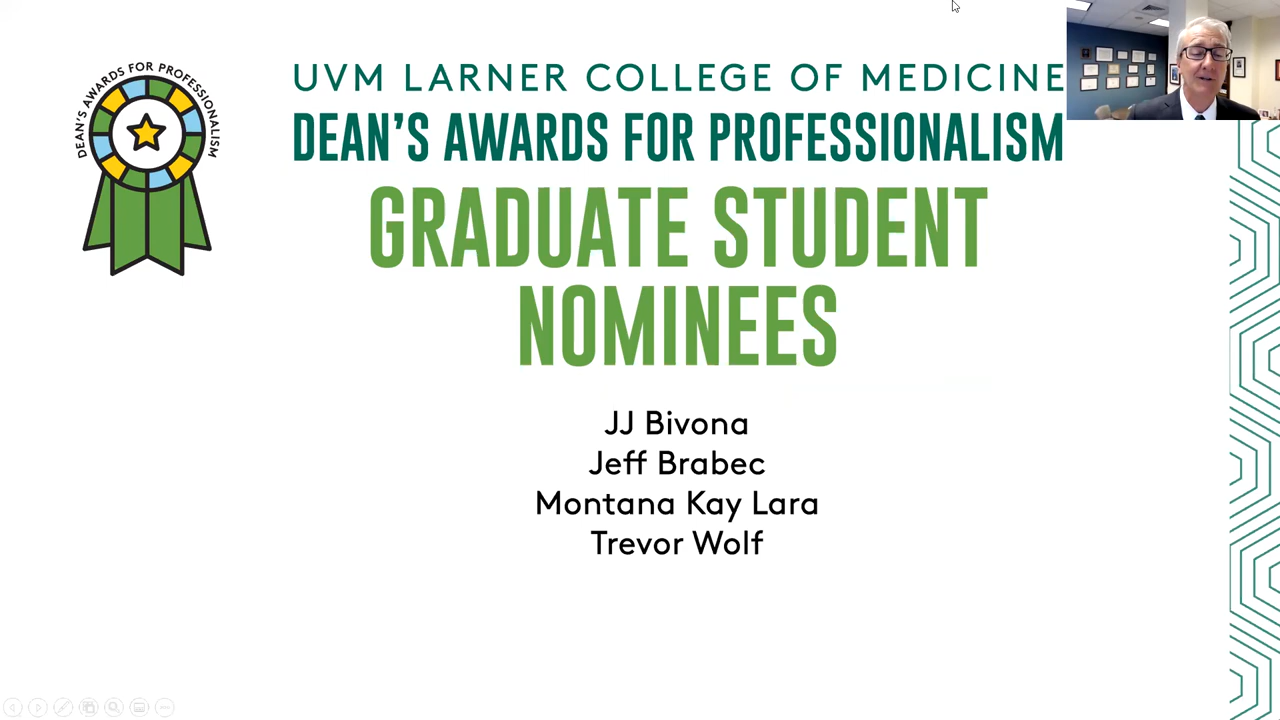 DEAN'S AWARDS FOR PROFESSIONALISM
UVM LARNER COLLEGE OF MEDICINE
DEAN'S AWARDS FOR PROFESSIONALISM
GRADUATE STUDENT
NOMINEES
JJ Bivona
Jeff Brabec
Montana Kay Lara
Trevor Wolf